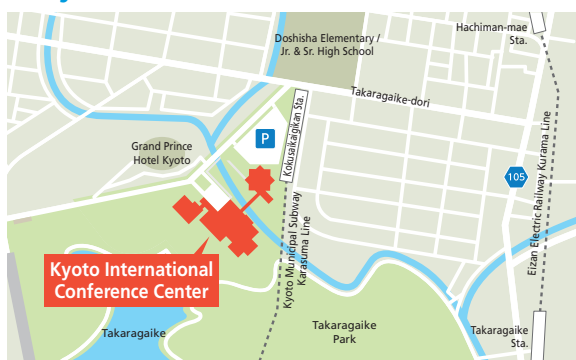 Doshisha Elementary /
Jr. & Sr. High School
Hachiman-mae
Sta.
Takaragaike-dori
Kokusaikaigikan Sta.
P
Grand Prince
Hotel Kyoto
105
Eizan Electric Railway Kurama Line
Kyoto Municipal Subway
Karasuma Line
Kyoto International
Conference Center
Takaragaike
Takaragaike
Park
Takaragaike
Sta.